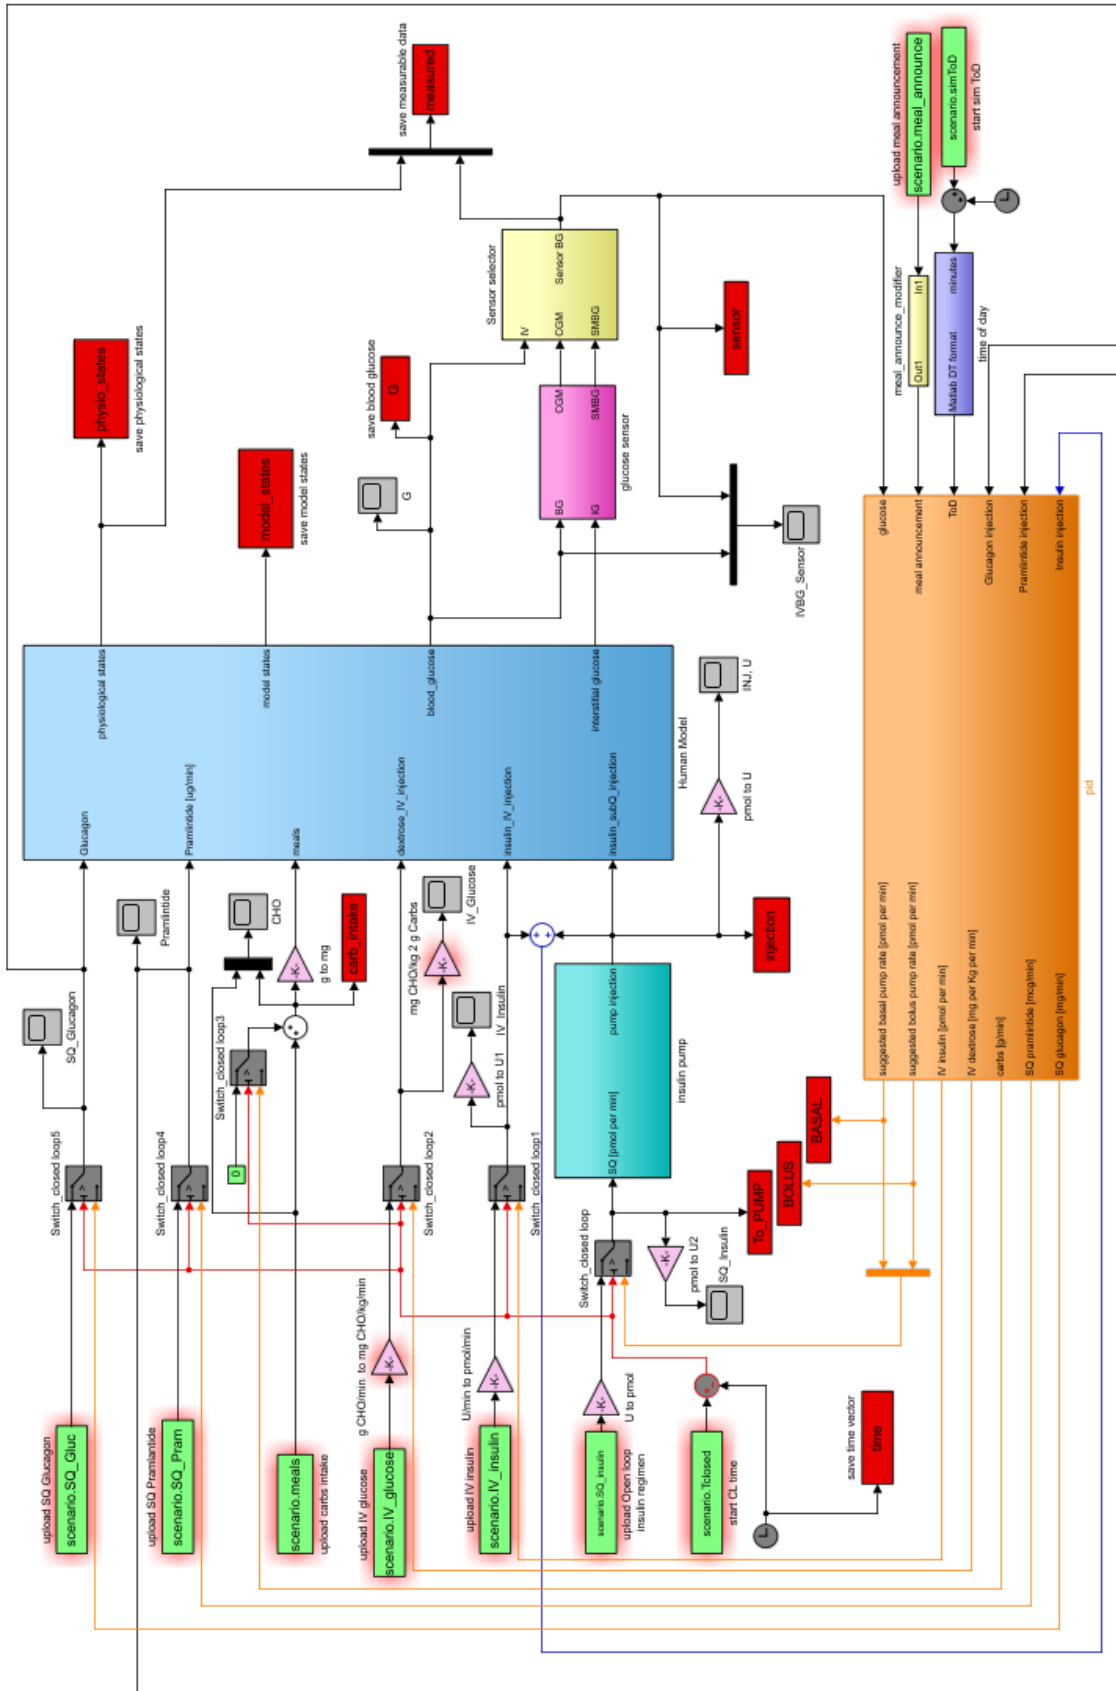 upload SQ Glucagon
scenario.SQ_Gluc
Switch_closed loop5
SQ_Glucagon
Glucagon
upload SQ Pramlantide
scenario.SQ_Pram
Switch_closed loop4
Pramlintide
Pramlintide [ug/min]
scenario.meals
upload carbs intake
0
Switch_closed loop3
CHO
-K-
g to mg
carb_intake
meals
upload IV glucose
scenario.IV_glucose
g CHO/min to mg CHO/kg/min
-K-
Switch_closed loop2
mg CHO/kg 2 g Carbs
-K-
IV_Glucose
dextrose_IV_injection
upload IV insulin
scenario.IV_insulin
U/min to pmol/min
-K-
Switch_closed loop1
-K-
pmol to U1
IV_Insulin
insulin_IV_injection
scenario.SQ_insulin
upload Open loop
insulin regimen
-K-
U to pmol
Switch_closed loop
-K-
pmol to U2
SQ_Insulin
To_PUMP
SQ [pmol per min]
pump injection
insulin pump
injection
insulin_subQ_injection
-K-
pmol to U
INJ, U
Human Model
scenario.Tclosed
start CL time
save time vector
time
BOLUS
BASAL
physiological states
physio_states
save physiological states
model states
model_states
save model states
blood_glucose
interstitial glucose
G
save blood glucose
G
save measurable data
measured
BG
IG
CGM
SMBG
glucose sensor
Sensor selector
IV
CGM
SMBG
Sensor BG
sensor
IVBG_Sensor
upload meal announcement
scenario.meal_announce
scenario.simToD
start sim ToD
meal_announce_modifier
Out1
In1
Matlab DT format
minutes
time of day
suggested basal pump rate [pmol per min]
suggested bolus pump rate [pmol per min]
IV insulin [pmol per min]
IV dextrose [mg per Kg per min]
carbs [g/min]
SQ pramlintide [mcg/min]
SQ glucagon [mg/min]
glucose
meal announcement
ToD
Glucagon injection
Pramlintide injection
Insulin injection
pid